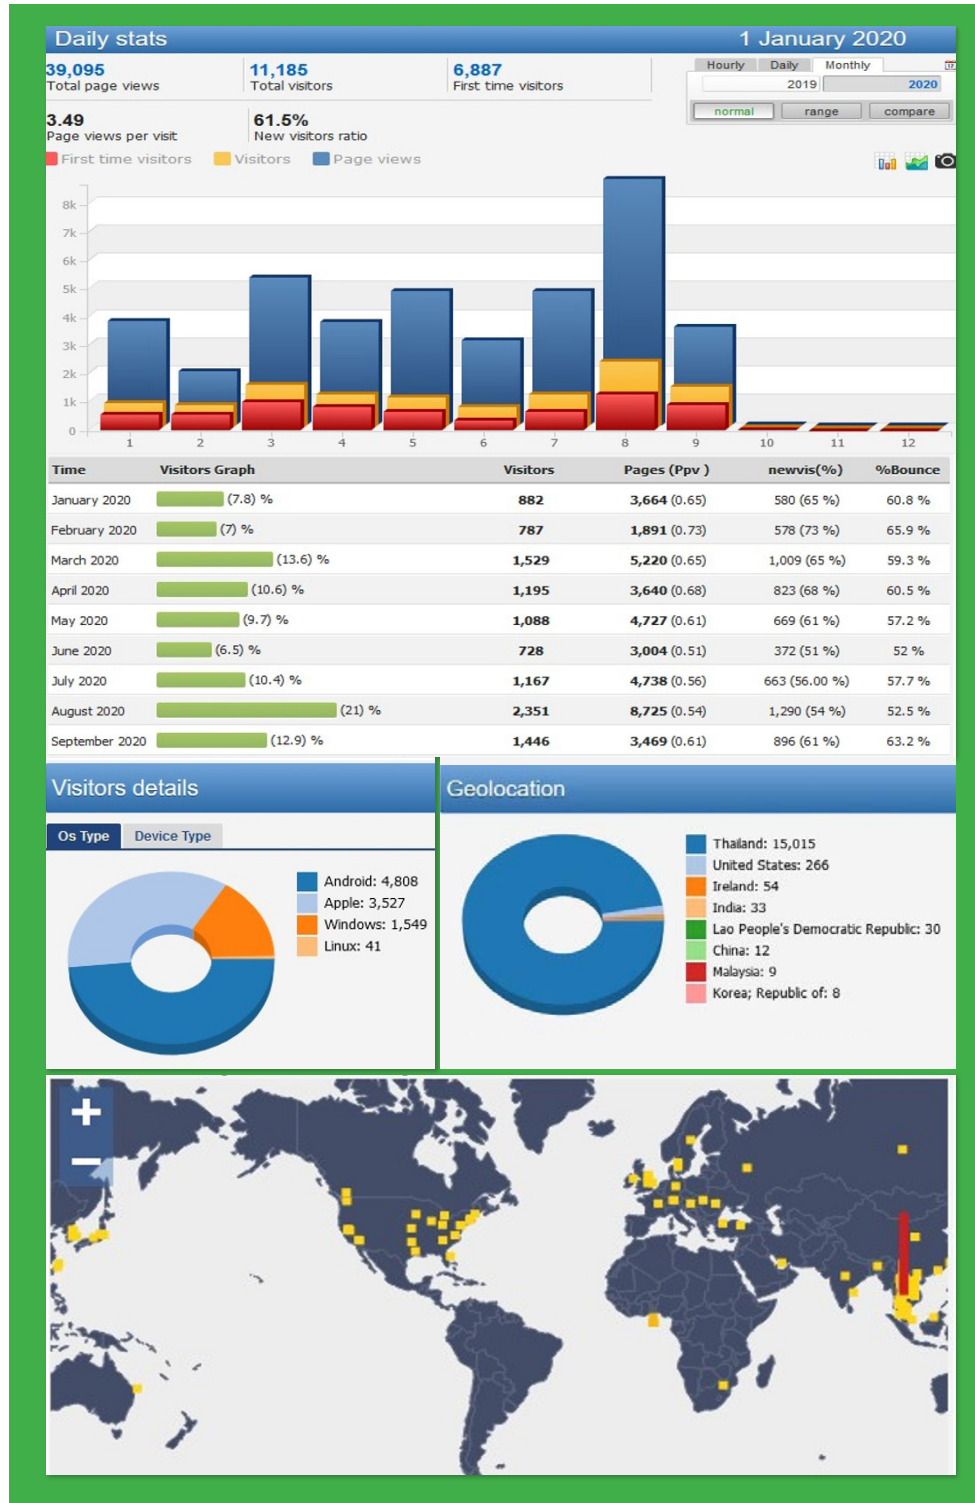 Daily stats 1 January 2020
39,095 11,185 6,887
Total page views Total visitors First time visitors
Hourly Daily Monthly
2019 2020
normal range compare
3.49 61.5%
Page views per visit New visitors ratio
First time visitors Visitors Page views
8k
7k
6k
5k
4k
3k
2k
1k
0
1 2 3 4 5 6 7 8 9 10 11 12
Time Visitors Graph Visitors Pages (Ppv ) newvis(%) %Bounce
January 2020 (7.8) % 882 3,664 (0.65) 580 (65 %) 60.8 %
February 2020 (7) % 787 1,891 (0.73) 578 (73 %) 65.9 %
March 2020 (13.6) % 1,529 5,220 (0.65) 1,009 (65 %) 59.3 %
April 2020 (10.6) % 1,195 3,640 (0.68) 823 (68 %) 60.5 %
May 2020 (9.7) % 1,088 4,727 (0.61) 669 (61 %) 57.2 %
June 2020 (6.5) % 728 3,004 (0.51) 372 (51 %) 52 %
July 2020 (10.4) % 1,167 4,738 (0.56) 663 (56.00 %) 57.7 %
August 2020 (21) % 2,351 8,725 (0.54) 1,290 (54 %) 52.5 %
September 2020 (12.9) % 1,446 3,469 (0.61) 896 (61 %) 63.2 %
Visitors details
Os Type Device Type
Android: 4,808
Apple: 3,527
Windows: 1,549
Linux: 41
Geolocation
Thailand: 15,015
United States: 266
Ireland: 54
India: 33
Lao People's Democratic Republic: 30
China: 12
Malaysia: 9
Korea; Republic of: 8
+
−